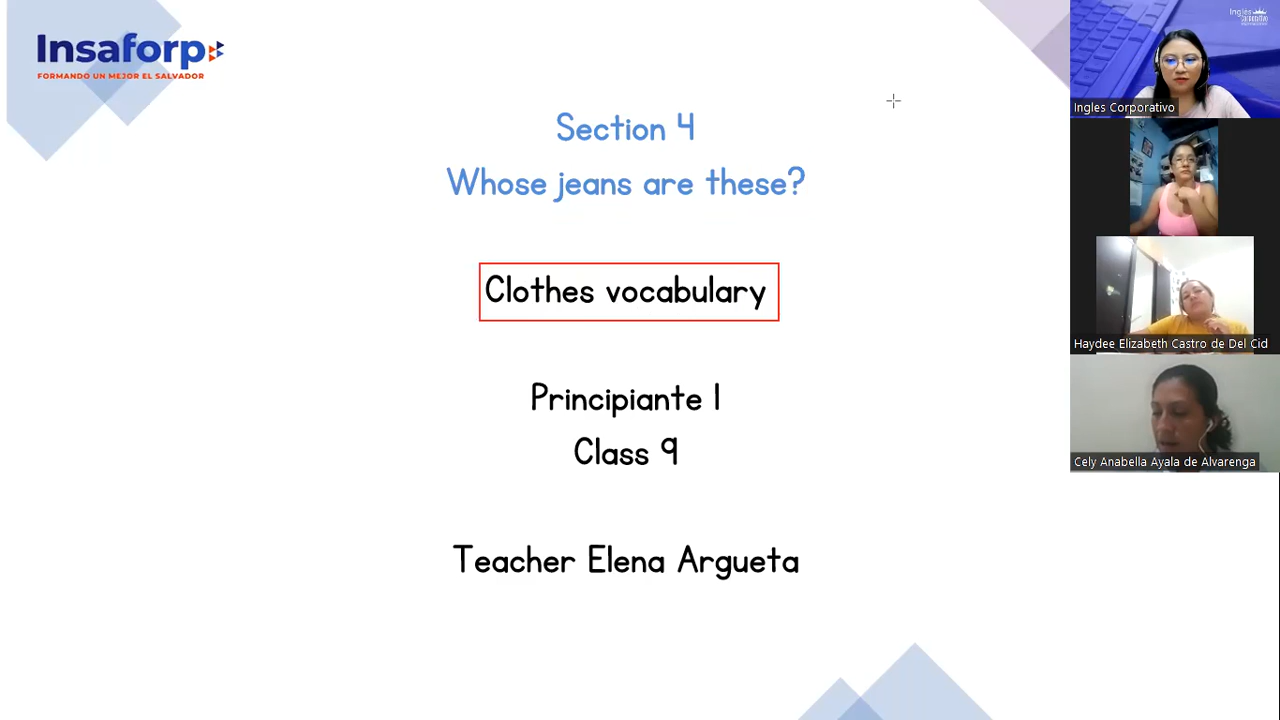 Insaforp
FORMANDO UN MEJOR EL SALVADOR
Section 4
Whose jeans are these?
Clothes vocabulary
Principiante 1
Class 9
Teacher Elena Argueta
Ingles
Ingles Corporativo
Haydee Elizabeth Castro de Del Cid
Cely Anabella Ayala de Alvarenga